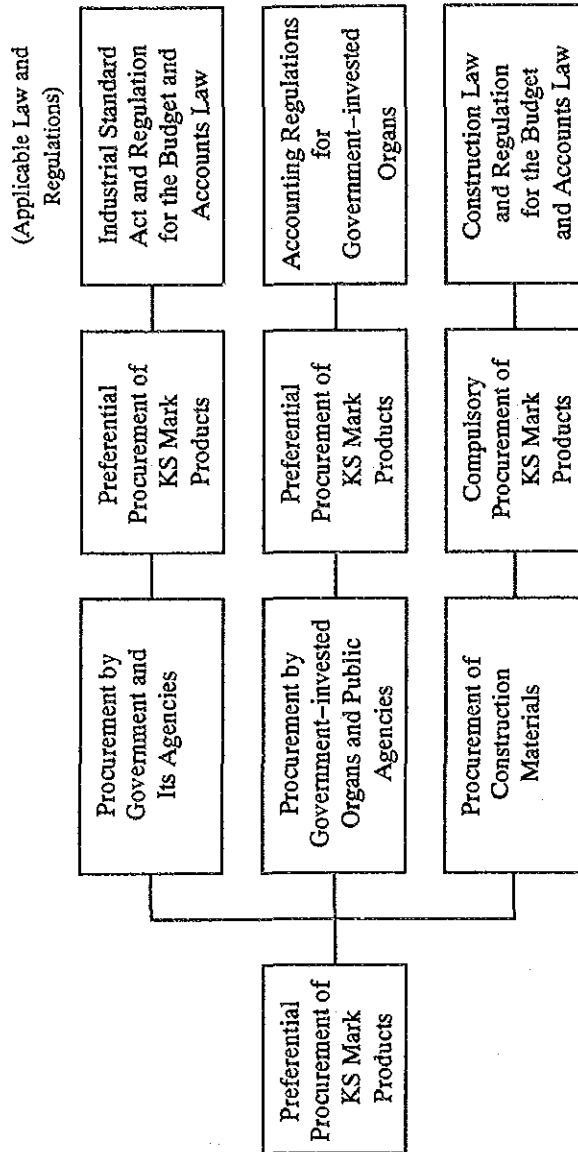 (Applicable Law and
Regulations)
Preferential
Procurement of
KS Mark
Products
Procurement by
Government and
Its Agencies
Preferential
Procurement of
KS Mark
Products
Industrial Standard
Act and Regulation
for the Budget and
Accounts Law
Procurement by
Government-invested
Organs and Public
Agencies
Preferential
Procurement of
KS Mark
Products
Accounting Regulations
for
Government-invested
Organs
Procurement of
Construction
Materials
Compulsory
Procurement of
KS Mark
Products
Construction Law
and Regulation
for the Budget
and Accounts Law